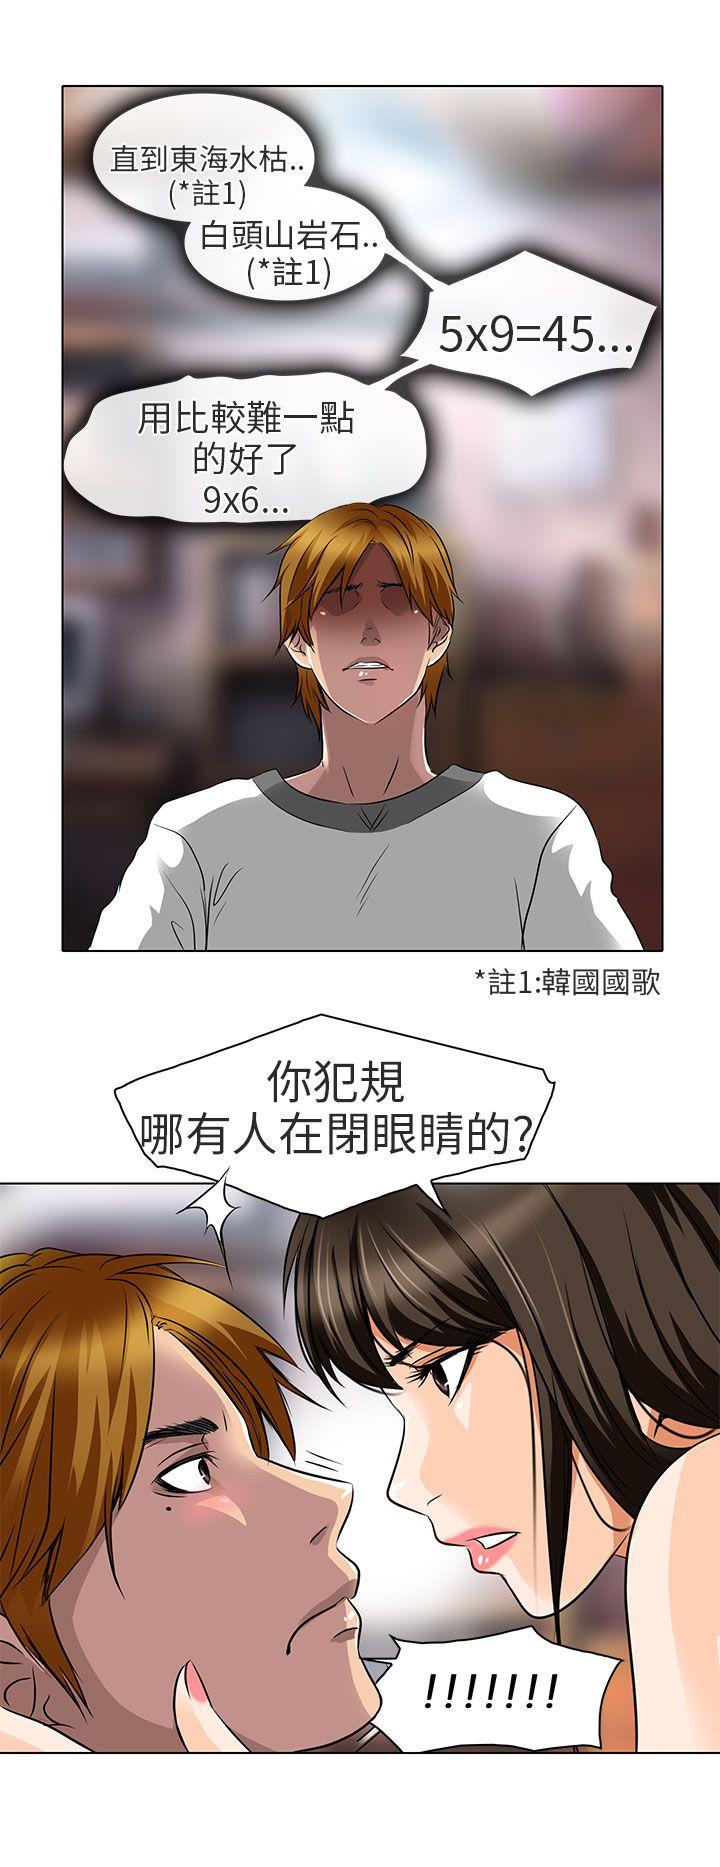 直到東海水枯..
(*註1)
白頭山岩石..
(*註1)
5x9=45...
用比較難一點
的好了
9x6...
*註1:韓國國歌
你犯規
哪有人在閉眼睛的?
!!!!!!!